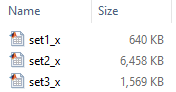 Name Size
set1_x 640 KB
set2_x 6,458 KB
set3_x 1,569 KB